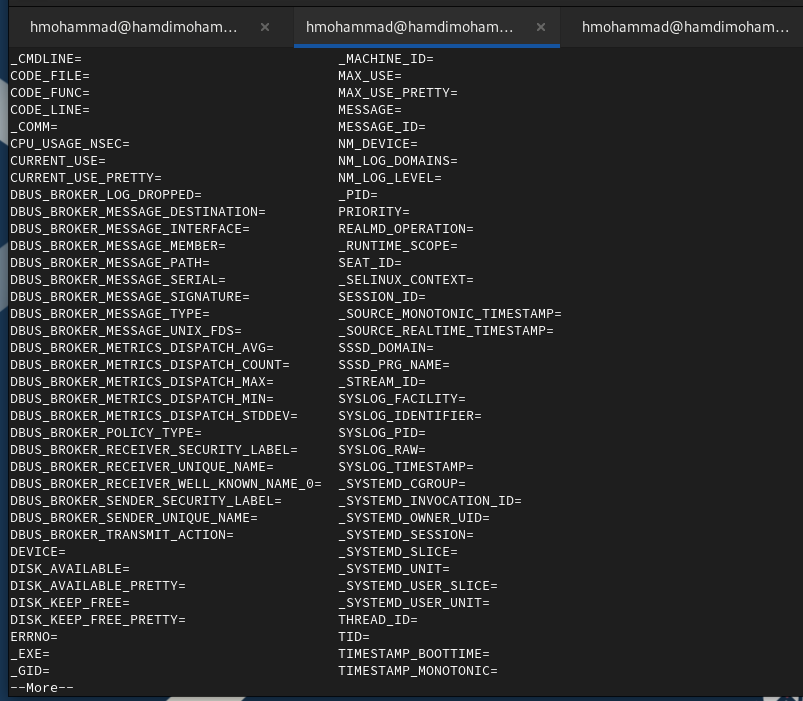 hmohammad@hamdimoham... × hmohammad@hamdimoham... × hmohammad@hamdimoham...
_CMDLINE= _MACHINE_ID=
CODE_FILE= MAX_USE=
CODE_FUNC= MAX_USE_PRETTY=
CODE_LINE= MESSAGE=
_COMM= MESSAGE_ID=
CPU_USAGE_NSEC= NM_DEVICE=
CURRENT_USE= NM_LOG_DOMAINS=
CURRENT_USE_PRETTY= NM_LOG_LEVEL=
DBUS_BROKER_LOG_DROPPED= _PID=
DBUS_BROKER_MESSAGE_DESTINATION= PRIORITY=
DBUS_BROKER_MESSAGE_INTERFACE= REALMD_OPERATION=
DBUS_BROKER_MESSAGE_MEMBER= _RUNTIME_SCOPE=
DBUS_BROKER_MESSAGE_PATH= SEAT_ID=
DBUS_BROKER_MESSAGE_SERIAL= _SELINUX_CONTEXT=
DBUS_BROKER_MESSAGE_SIGNATURE= SESSION_ID=
DBUS_BROKER_MESSAGE_TYPE= _SOURCE_MONOTONIC_TIMESTAMP=
DBUS_BROKER_MESSAGE_UNIX_FDS= _SOURCE_REALTIME_TIMESTAMP=
DBUS_BROKER_METRICS_DISPATCH_AVG= SSSD_DOMAIN=
DBUS_BROKER_METRICS_DISPATCH_COUNT= SSSD_PRG_NAME=
DBUS_BROKER_METRICS_DISPATCH_MAX= _STREAM_ID=
DBUS_BROKER_METRICS_DISPATCH_MIN= SYSLOG_FACILITY=
DBUS_BROKER_METRICS_DISPATCH_STDDEV= SYSLOG_IDENTIFIER=
DBUS_BROKER_POLICY_TYPE= SYSLOG_PID=
DBUS_BROKER_RECEIVER_SECURITY_LABEL= SYSLOG_RAW=
DBUS_BROKER_RECEIVER_UNIQUE_NAME= SYSLOG_TIMESTAMP=
DBUS_BROKER_RECEIVER_WELL_KNOWN_NAME_0= _SYSTEMD_CGROUP=
DBUS_BROKER_SENDER_SECURITY_LABEL= _SYSTEMD_INVOCATION_ID=
DBUS_BROKER_SENDER_UNIQUE_NAME= _SYSTEMD_OWNER_UID=
DBUS_BROKER_TRANSMIT_ACTION= _SYSTEMD_SESSION=
DEVICE= _SYSTEMD_SLICE=
DISK_AVAILABLE= _SYSTEMD_UNIT=
DISK_AVAILABLE_PRETTY= _SYSTEMD_USER_SLICE=
DISK_KEEP_FREE= _SYSTEMD_USER_UNIT=
DISK_KEEP_FREE_PRETTY= THREAD_ID=
ERRNO= TID=
_EXE= TIMESTAMP_BOOTTIME=
_GID= TIMESTAMP_MONOTONIC=
--More--